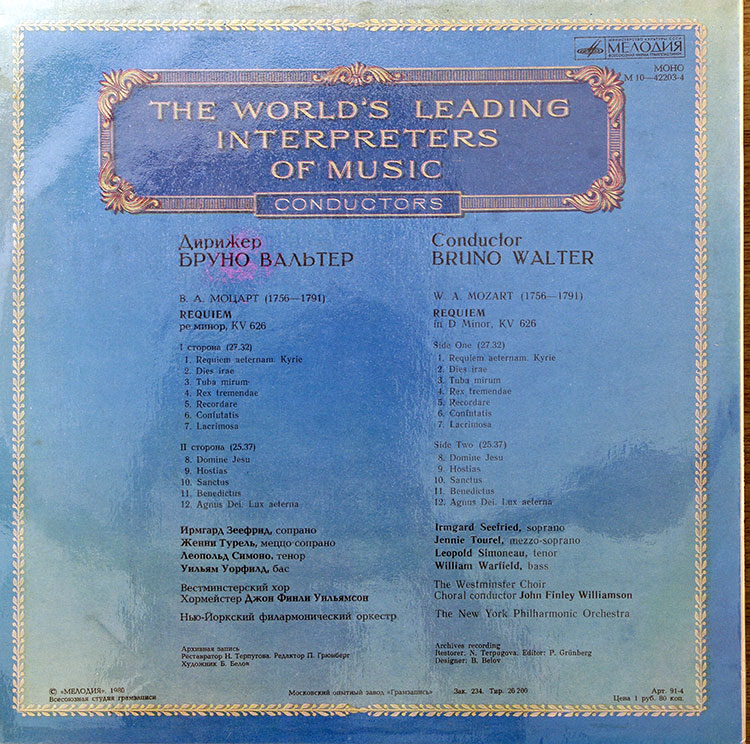 МИНИСТЕРСТВО КУЛЬТУРЫ СССР
МЕЛОДИЯ
ВСЕСОЮЗНАЯ ФИРМА ГРАМПЛАСТИНОК
МОНО
М 10—42203-4
THE WORLD'S LEADING
INTERPRETERS
OF MUSIC
CONDUCTORS
Дирижер
БРУНО ВАЛЬТЕР
В. А. МОЦАРТ (1756—1791)
REQUIEM
ре минор, KV 626
I сторона (27.32)
1. Requiem aeternam. Kyrie
2. Dies irae
3. Tuba mirum
4. Rex tremendae
5. Recordare
6. Confutatis
7. Lacrimosa
II сторона (25.37)
8. Domine Jesu
9. Hostias
10. Sanctus
11. Benedictus
12. Agnus Dei. Lux aeterna
Ирмгард Зеефрид, сопрано
Женни Турель, меццо-сопрано
Леопольд Симоно, тенор
Уильям Уорфилд, бас
Вестминстерский хор
Хормейстер Джон Финли Уильямсон
Нью-Йоркский филармонический оркестр
Архивная запись
Реставратор Н. Терпугова. Редактор П. Грюнберг
Художник Б. Белов
Conductor
BRUNO WALTER
W. A. MOZART (1756—1791)
REQUIEM
in D Minor, KV 626
Side One (27.32)
1. Requiem aeternam. Kyrie
2. Dies irae
3. Tuba mirum
4. Rex tremendae
5. Recordare
6. Confutatis
7. Lacrimosa
Side Two (25.37)
8. Domine Jesu
9. Hostias
10. Sanctus
11. Benedictus
12. Agnus Dei. Lux aeterna
Irmgard Seefried, soprano
Jennie Tourel, mezzo-soprano
Leopold Simoneau, tenor
William Warfield, bass
The Westminster Choir
Choral conductor John Finley Williamson
The New York Philharmonic Orchestra
Archives recording
Restorer: N. Terpugova. Editor: P. Grünberg
Designer: B. Belov
© «МЕЛОДИЯ», 1980
Всесоюзная студия грамзаписи
Московский опытный завод «Грамзапись»
Зак. 234. Тир. 26 200
Арт. 91-4
Цена 1 руб. 80 коп.